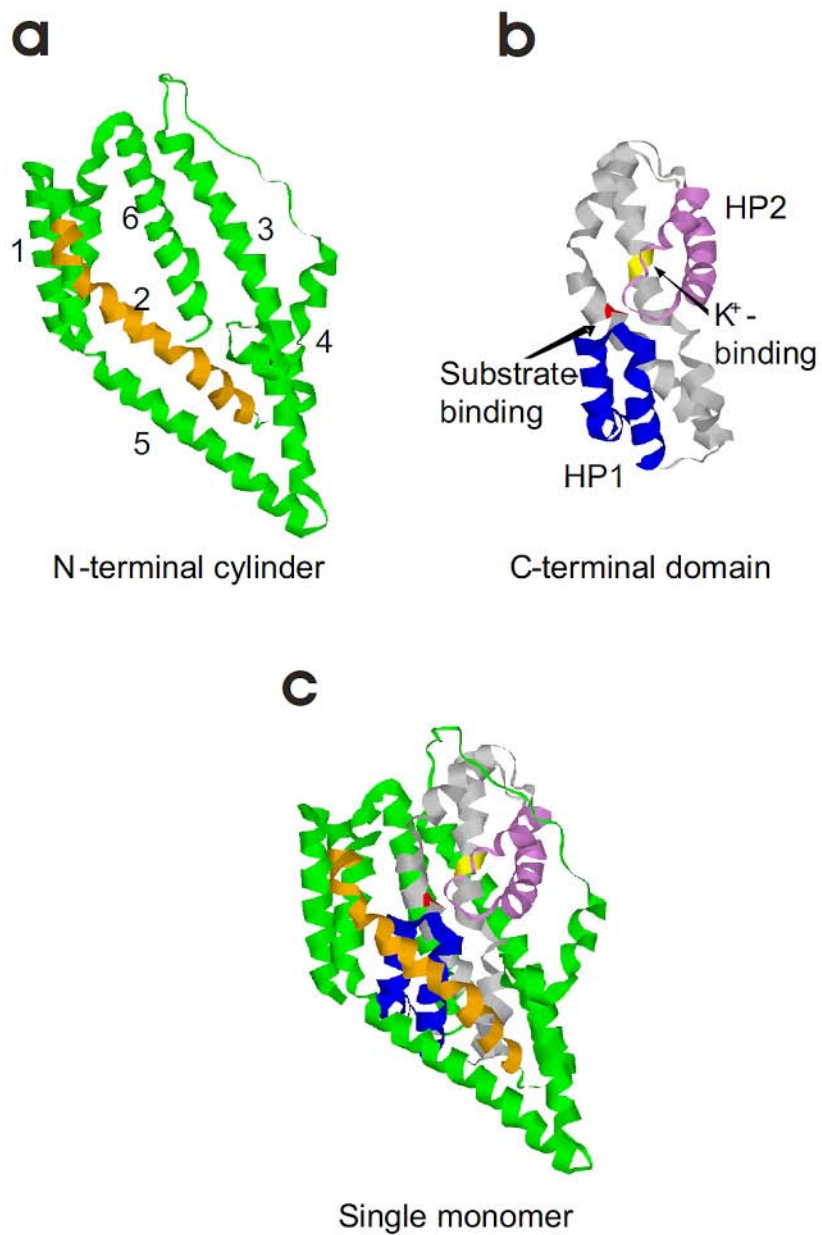 a
b
1
6
3
2
4
5
HP2
K+-
binding
Substrate
binding
HP1
N-terminal cylinder
C-terminal domain
c
Single monomer